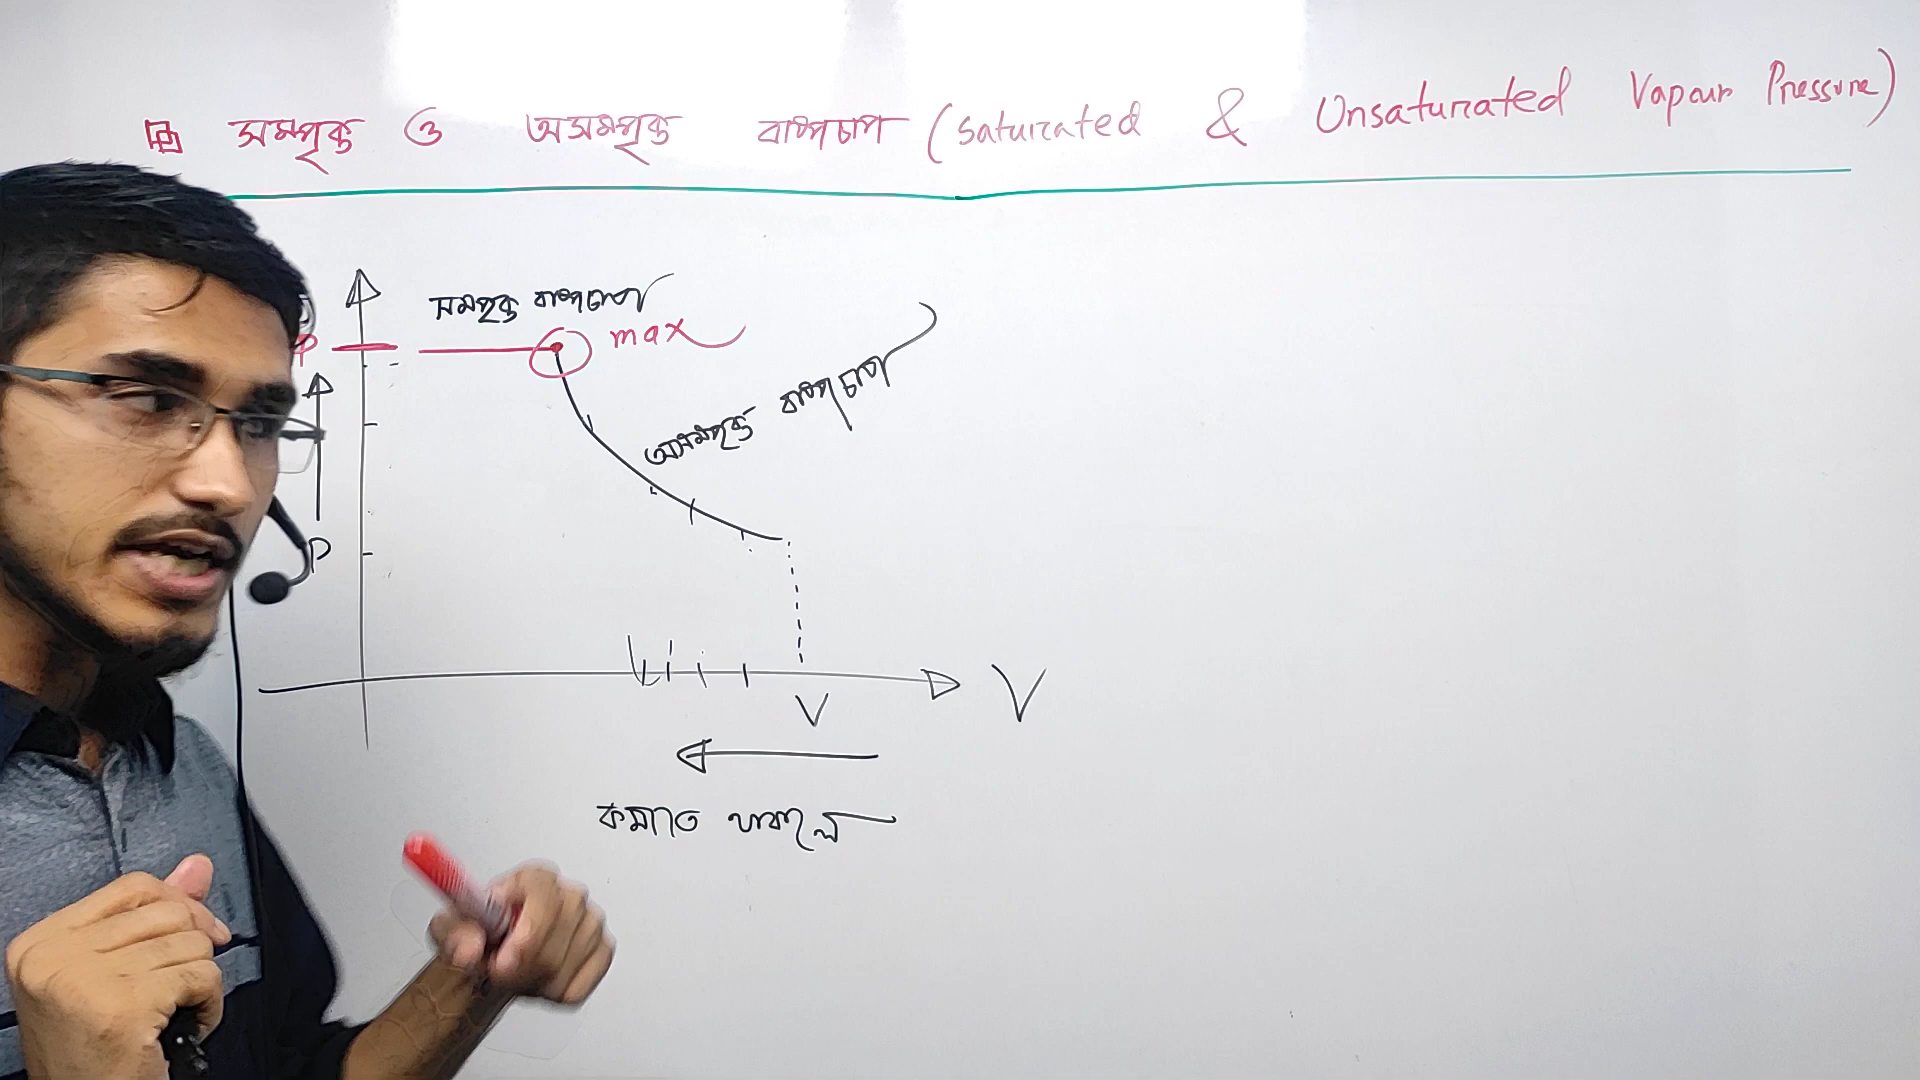 সম্পৃক্ত ও অসম্পৃক্ত বাষ্পচাপ (Saturated & Unsaturated Vapour Pressure)
সম্পৃক্ত বাষ্পচাপ
P max
অসম্পৃক্ত বাষ্পচাপ
P
V
V
কমাতে থাকলে